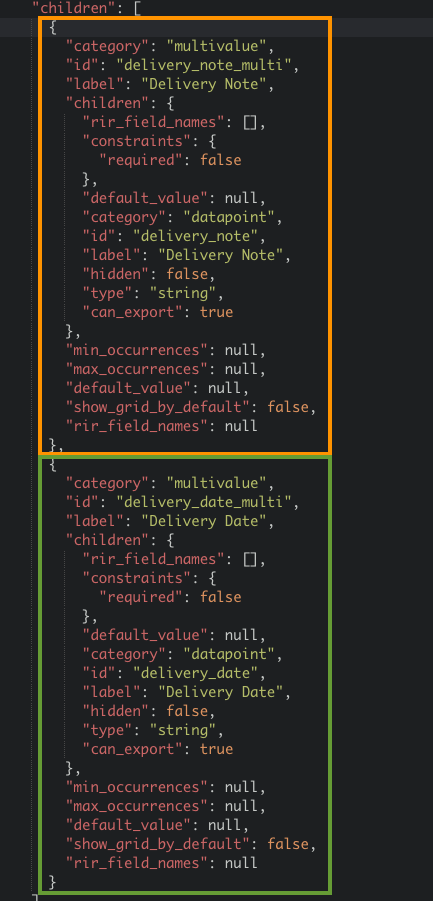 "children": [
{
"category": "multivalue",
"id": "delivery_note_multi",
"label": "Delivery Note",
"children": {
"rir_field_names": [],
"constraints": {
"required": false
},
"default_value": null,
"category": "datapoint",
"id": "delivery_note",
"label": "Delivery Note",
"hidden": false,
"type": "string",
"can_export": true
},
"min_occurrences": null,
"max_occurrences": null,
"default_value": null,
"show_grid_by_default": false,
"rir_field_names": null
},
{
"category": "multivalue",
"id": "delivery_date_multi",
"label": "Delivery Date",
"children": {
"rir_field_names": [],
"constraints": {
"required": false
},
"default_value": null,
"category": "datapoint",
"id": "delivery_date",
"label": "Delivery Date",
"hidden": false,
"type": "string",
"can_export": true
},
"min_occurrences": null,
"max_occurrences": null,
"default_value": null,
"show_grid_by_default": false,
"rir_field_names": null
}